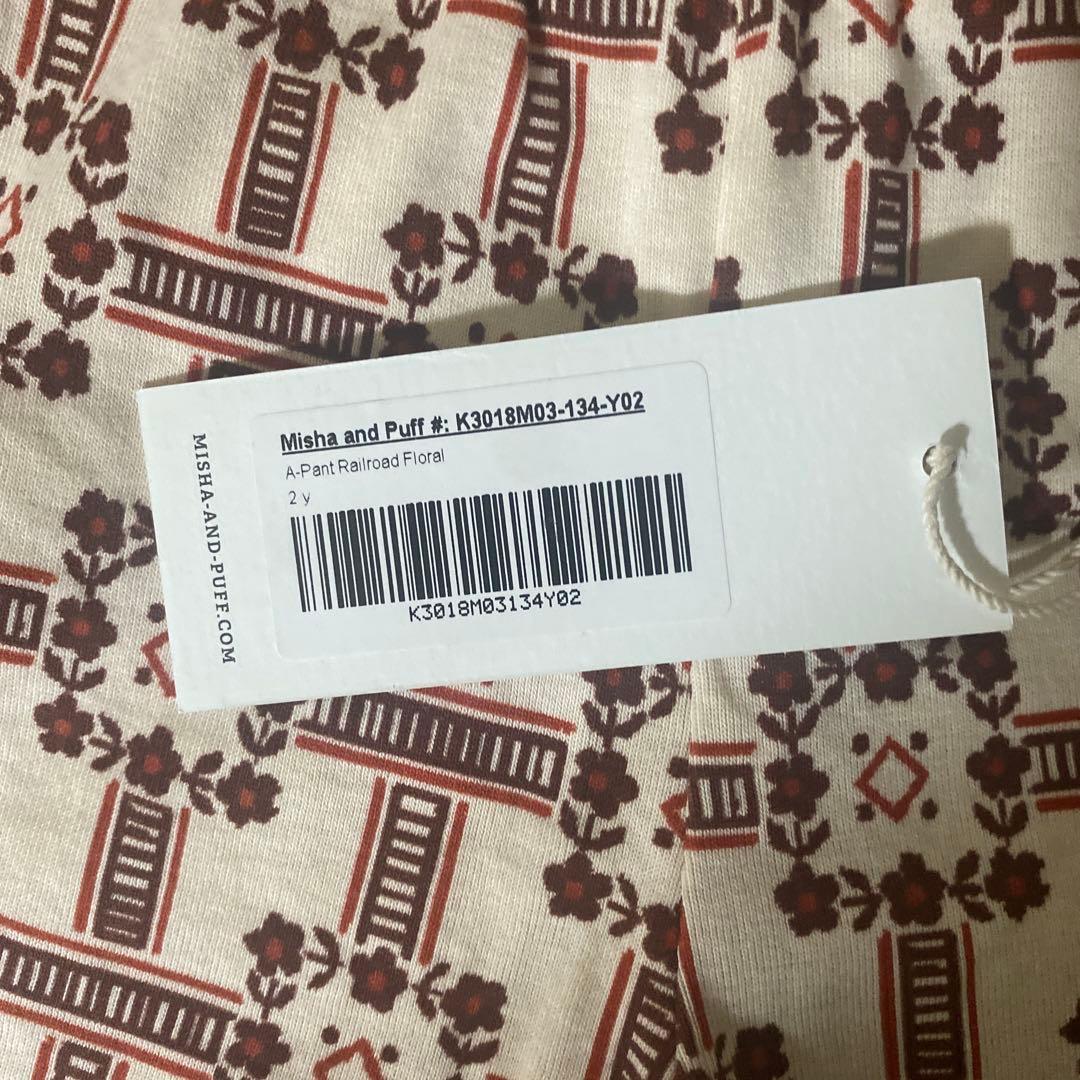 MISHA-AND-PUFF.COM
Misha and Puff #: K3018M03-134-Y02
A-Pant Railroad Floral
2 y
K3018M03134Y02